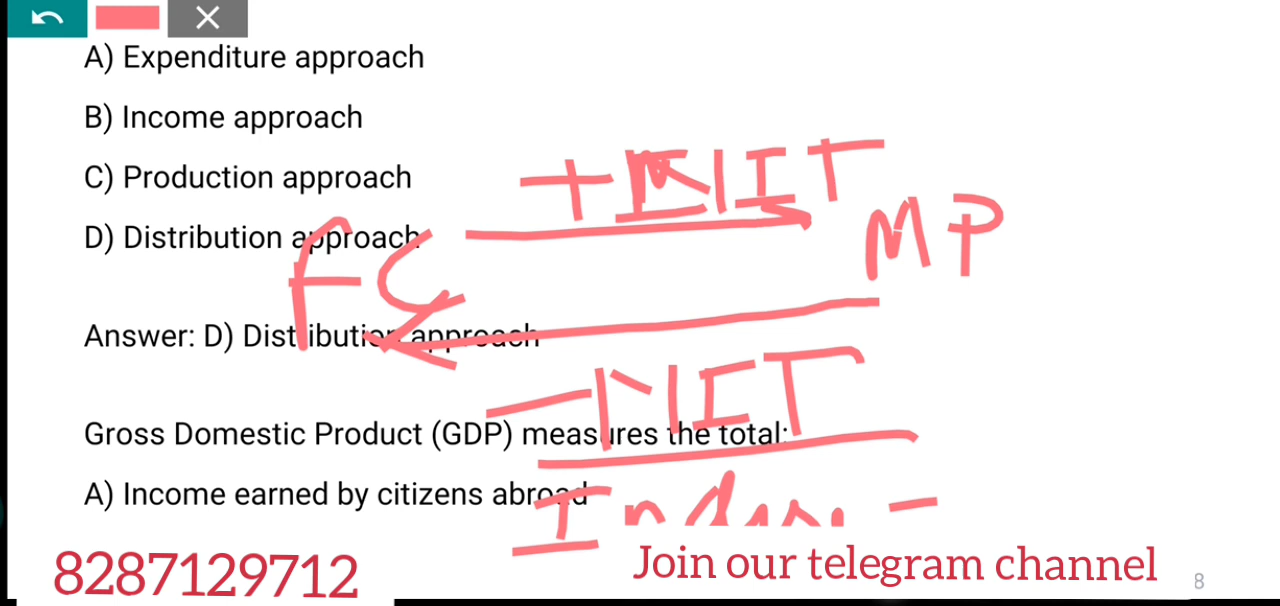 A) Expenditure approach
B) Income approach
C) Production approach
+NIT
D) Distribution approach
FC
MP
Answer: D) Distribution approach
-NIT
Gross Domestic Product (GDP) measures the total:
A) Income earned by citizens abroad
8287129712
Join our telegram channel
8